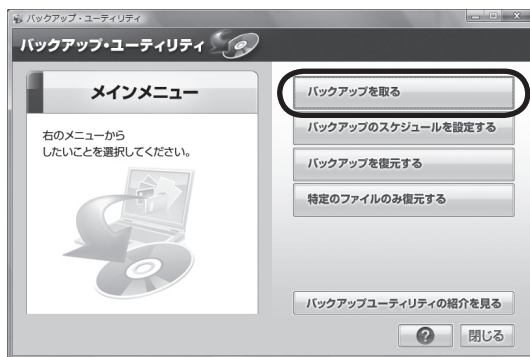 バックアップ・ユーティリティ
バックアップ・ユーティリティ
メインメニュー
右のメニューから
したいことを選択してください。
バックアップを取る
バックアップのスケジュールを設定する
バックアップを復元する
特定のファイルのみ復元する
バックアップユーティリティの紹介を見る
? 閉じる